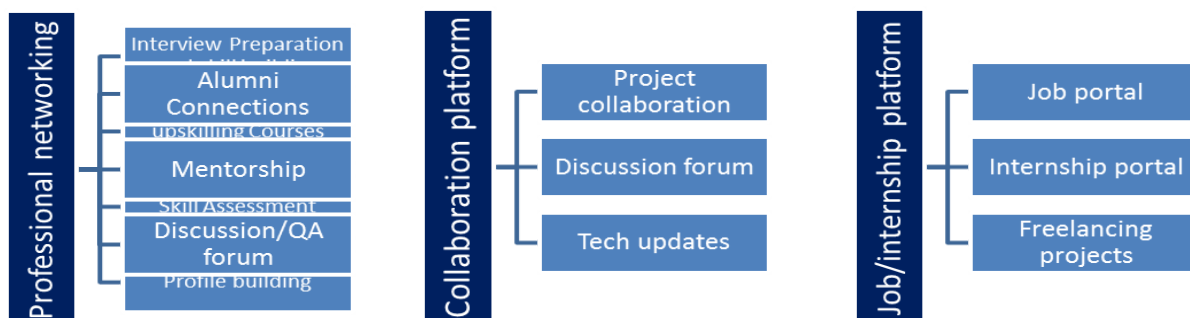 Professional networking
Interview Preparation
Alumni
Connections
upskilling Courses
Mentorship
Skill Assessment
Discussion/QA
forum
Profile building
Collaboration platform
Project
collaboration
Discussion forum
Tech updates
Job/internship platform
Job portal
Internship portal
Freelancing
projects